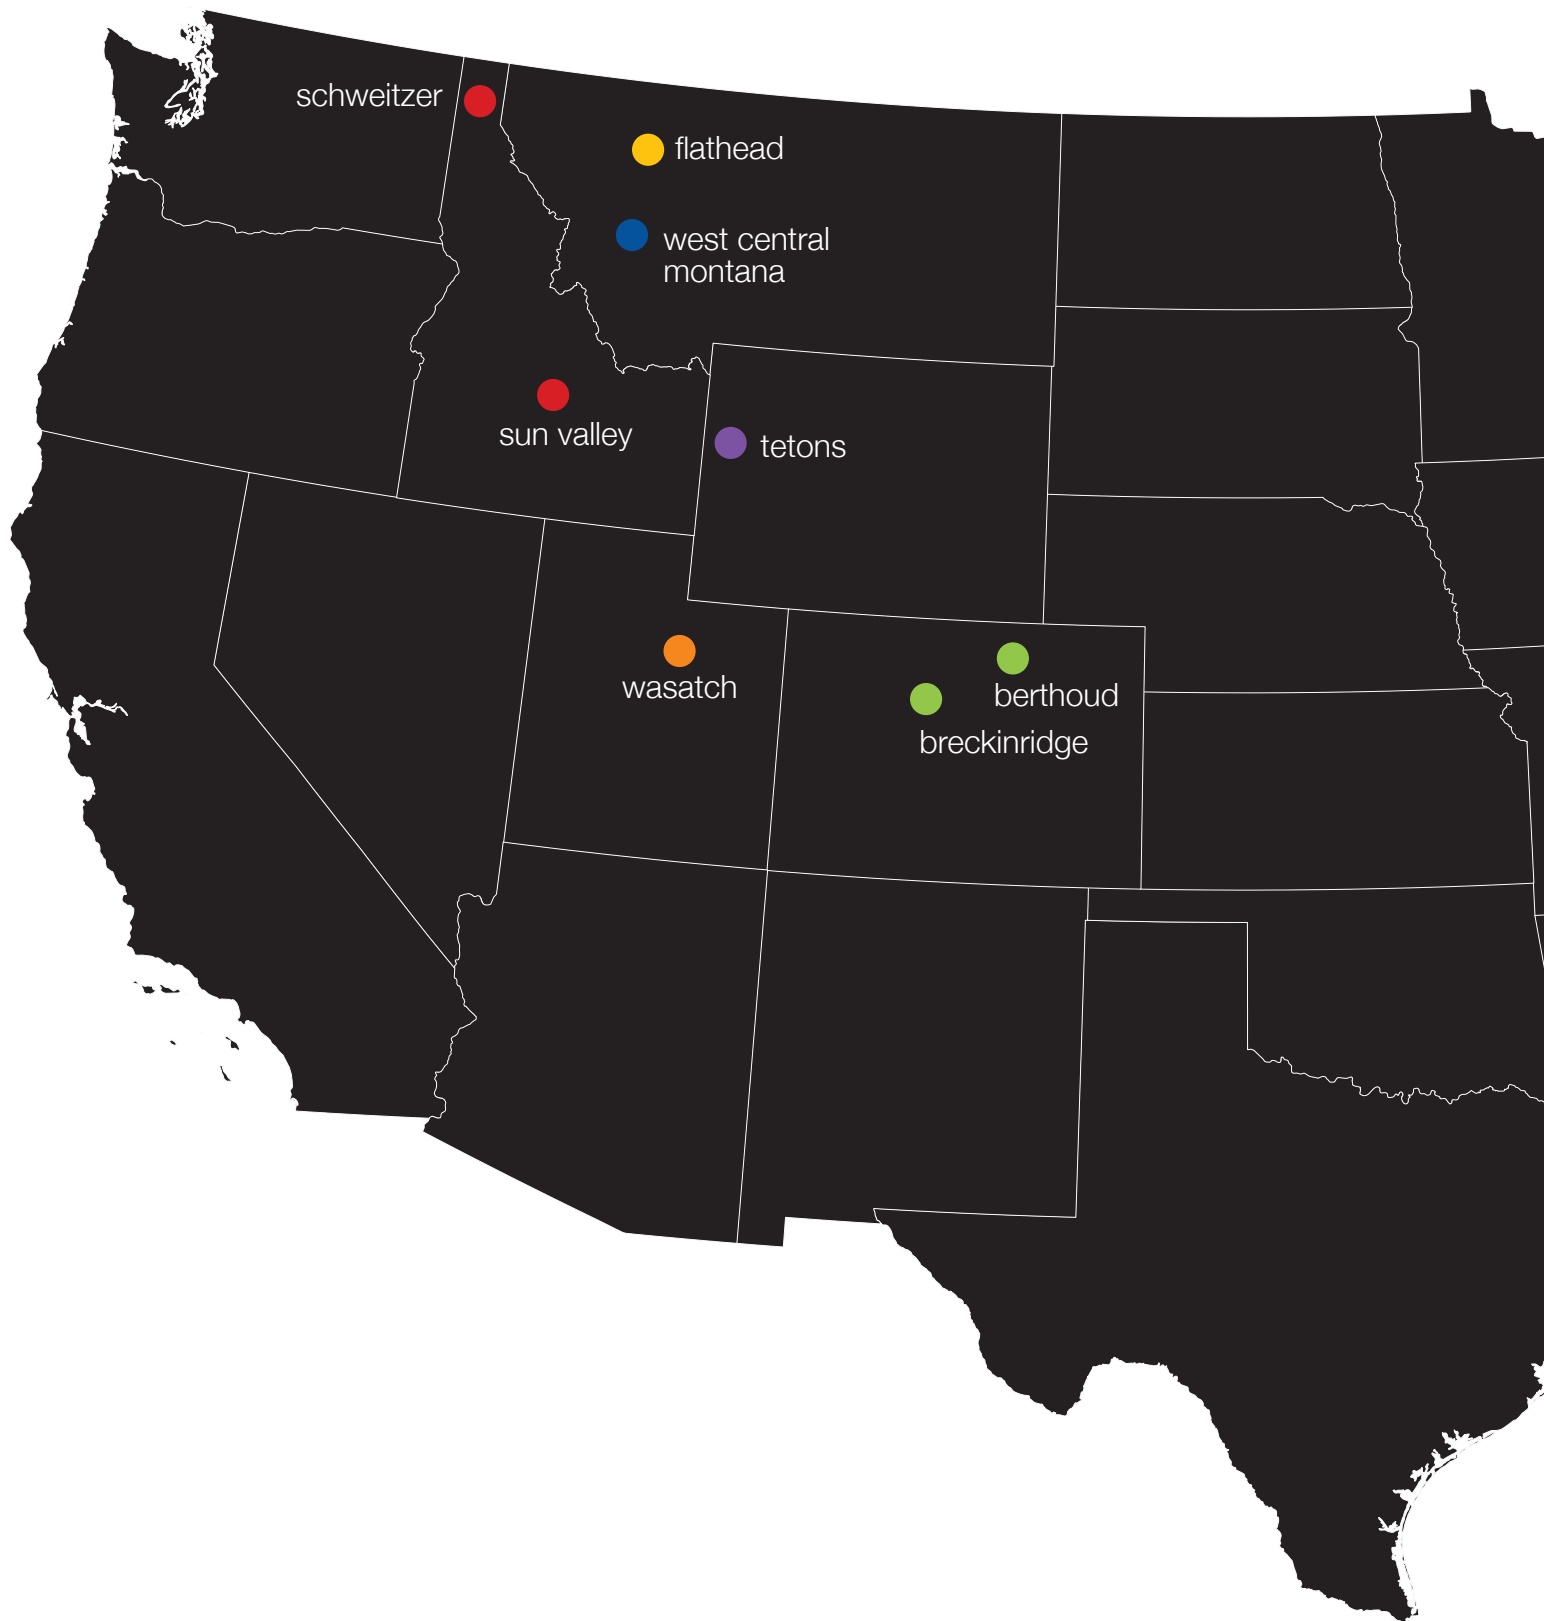 schweitzer
flathead
west central
montana
sun valley
tetons
wasatch
berthoud
breckinridge